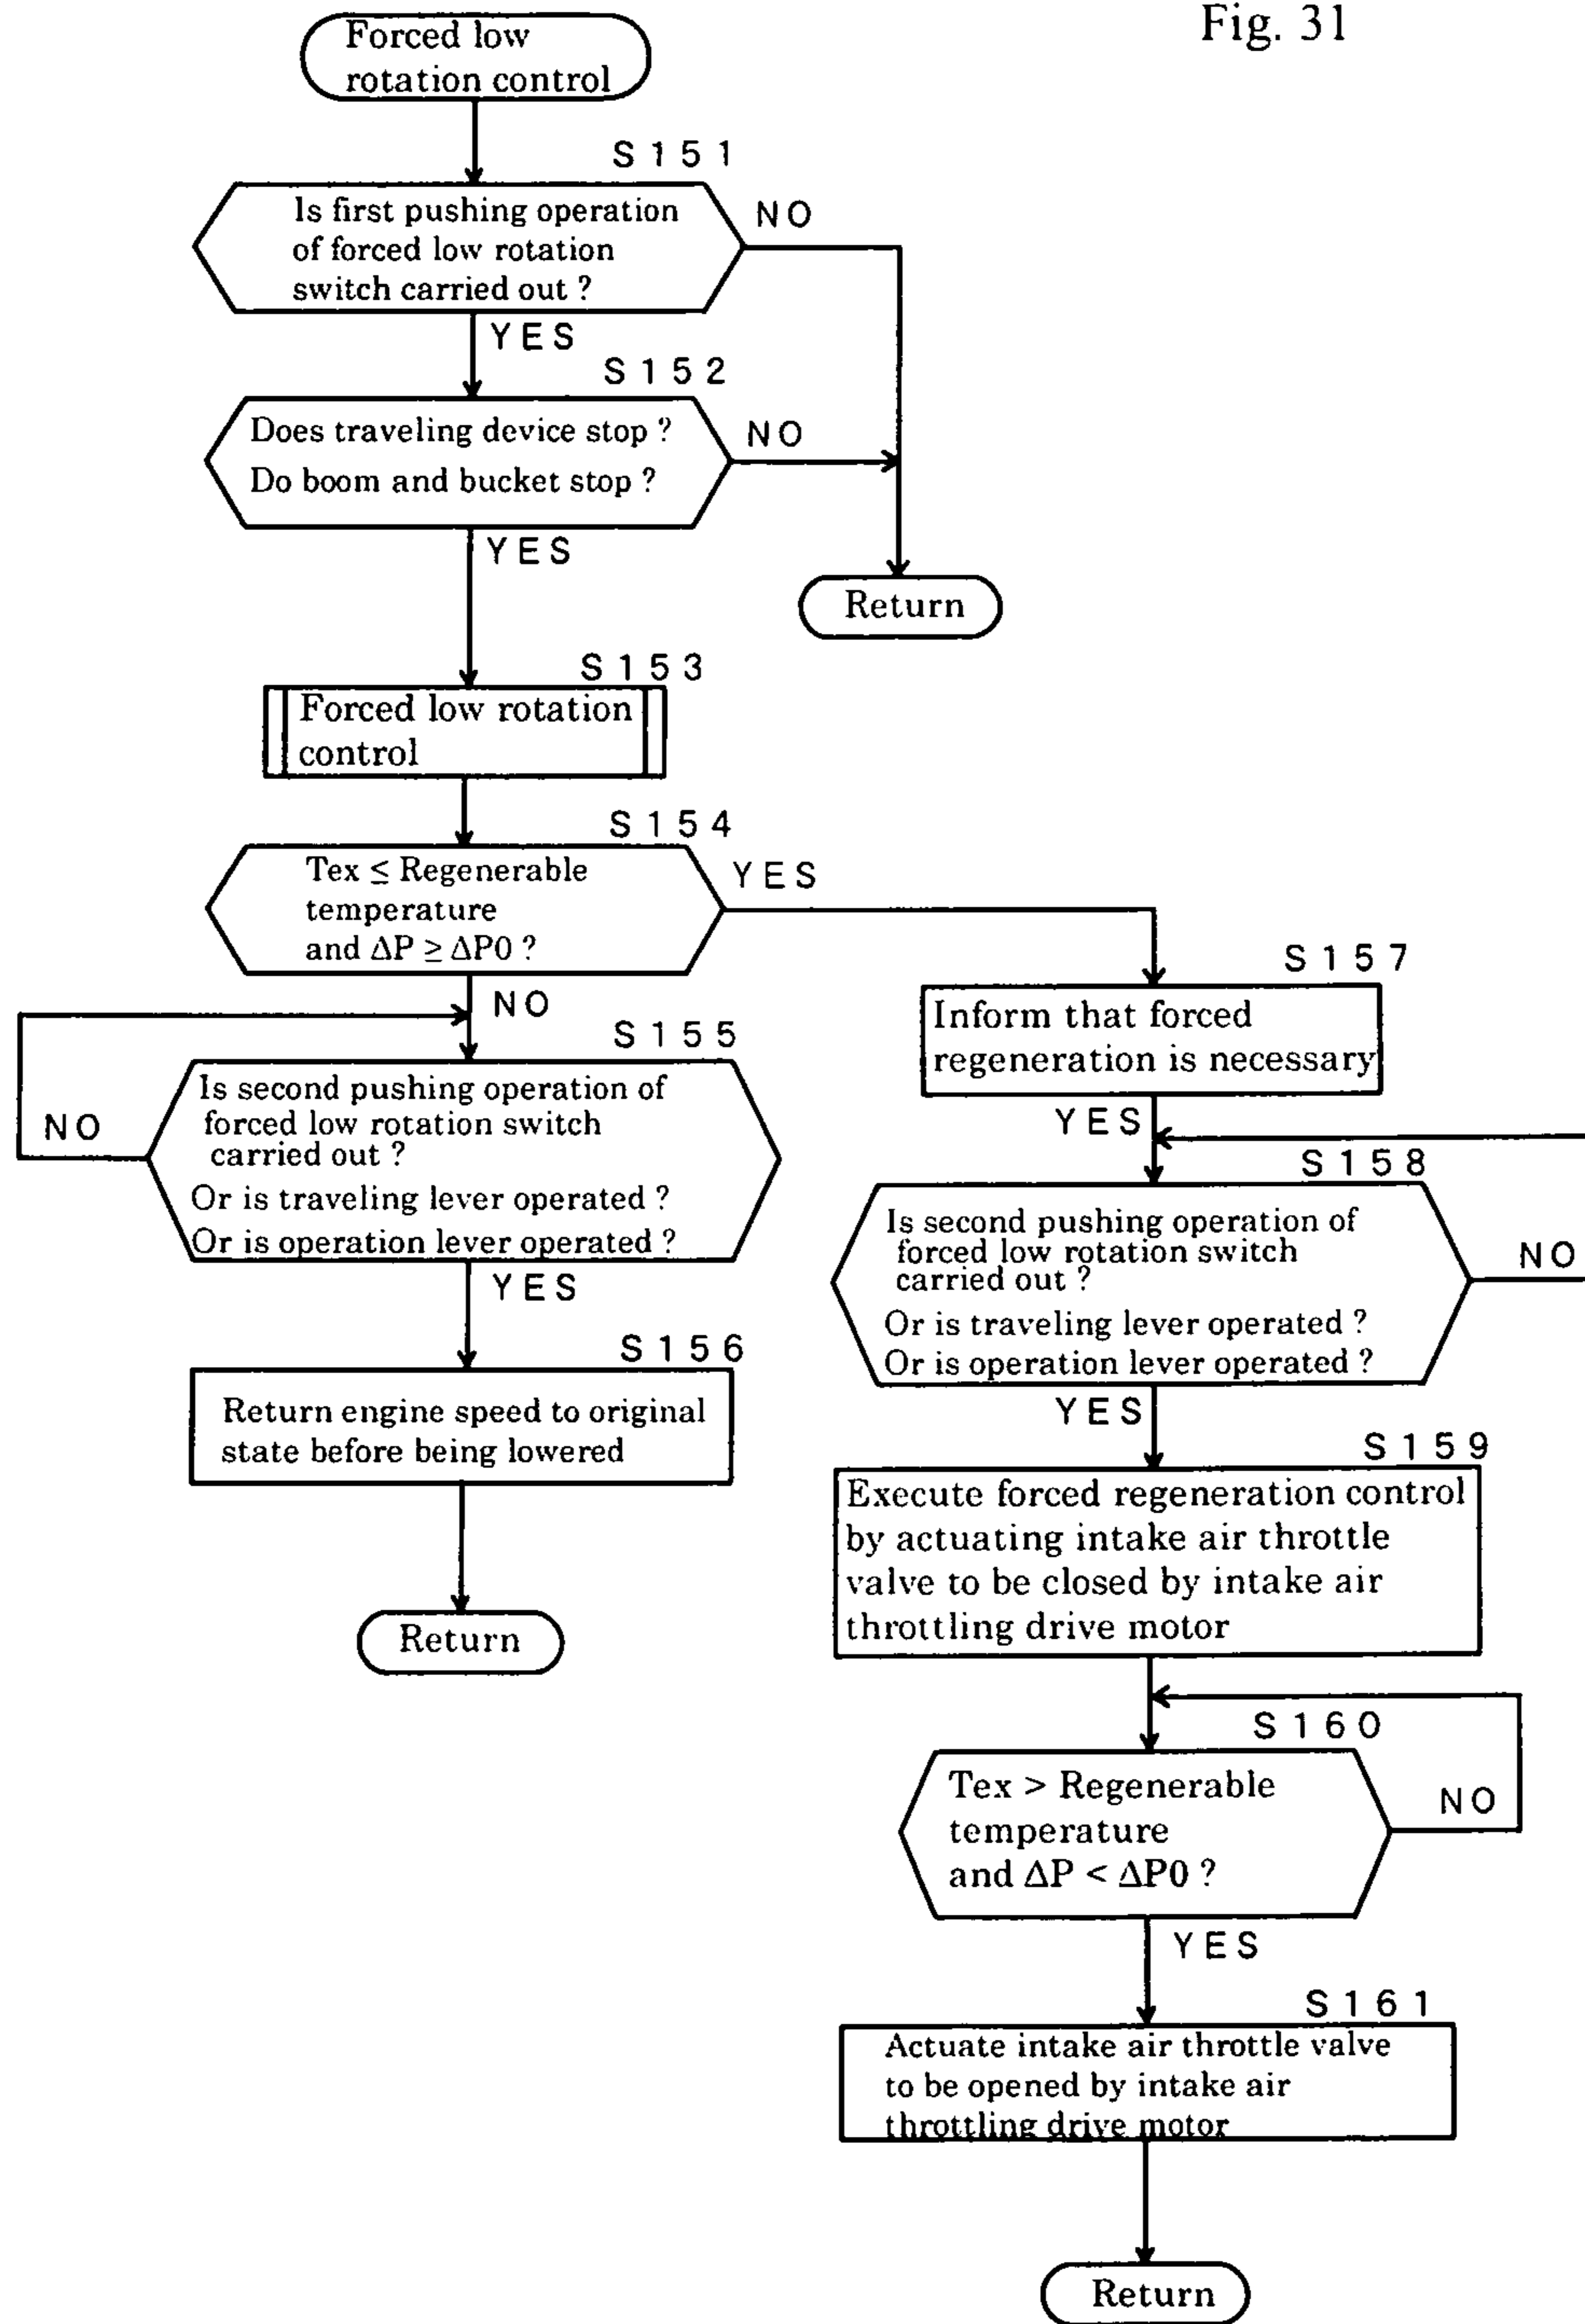 Fig. 31
Forced low
rotation control
S151
Is first pushing operation
of forced low rotation
switch carried out ?
NO
YES
S152
Does traveling device stop ?
Do boom and bucket stop ?
NO
YES
Return
S153
Forced low rotation
control
S154
Tex ≤ Regenerable
temperature
and ΔP ≥ ΔP0 ?
YES
NO
S155
Is second pushing operation of
forced low rotation switch
carried out ?
Or is traveling lever operated ?
Or is operation lever operated ?
NO
YES
S156
Return engine speed to original
state before being lowered
Return
S157
Inform that forced
regeneration is necessary
YES
S158
Is second pushing operation of
forced low rotation switch
carried out ?
Or is traveling lever operated ?
Or is operation lever operated ?
NO
YES
S159
Execute forced regeneration control
by actuating intake air throttle
valve to be closed by intake air
throttling drive motor
S160
Tex > Regenerable
temperature
and ΔP < ΔP0 ?
NO
YES
S161
Actuate intake air throttle valve
to be opened by intake air
throttling drive motor
Return